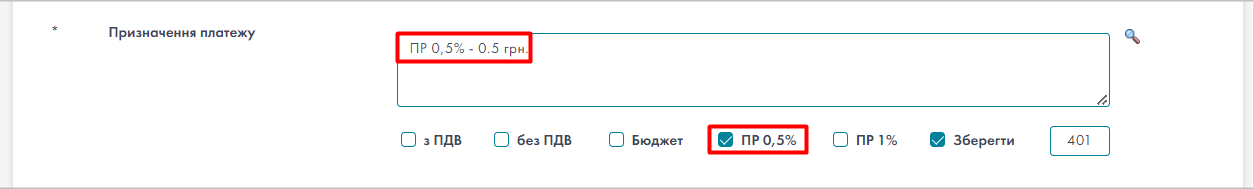 * Призначення платежу
ПР 0,5% - 0.5 грн.
з ПДВ без ПДВ Бюджет ПР 0,5% ПР 1% Зберегти 401